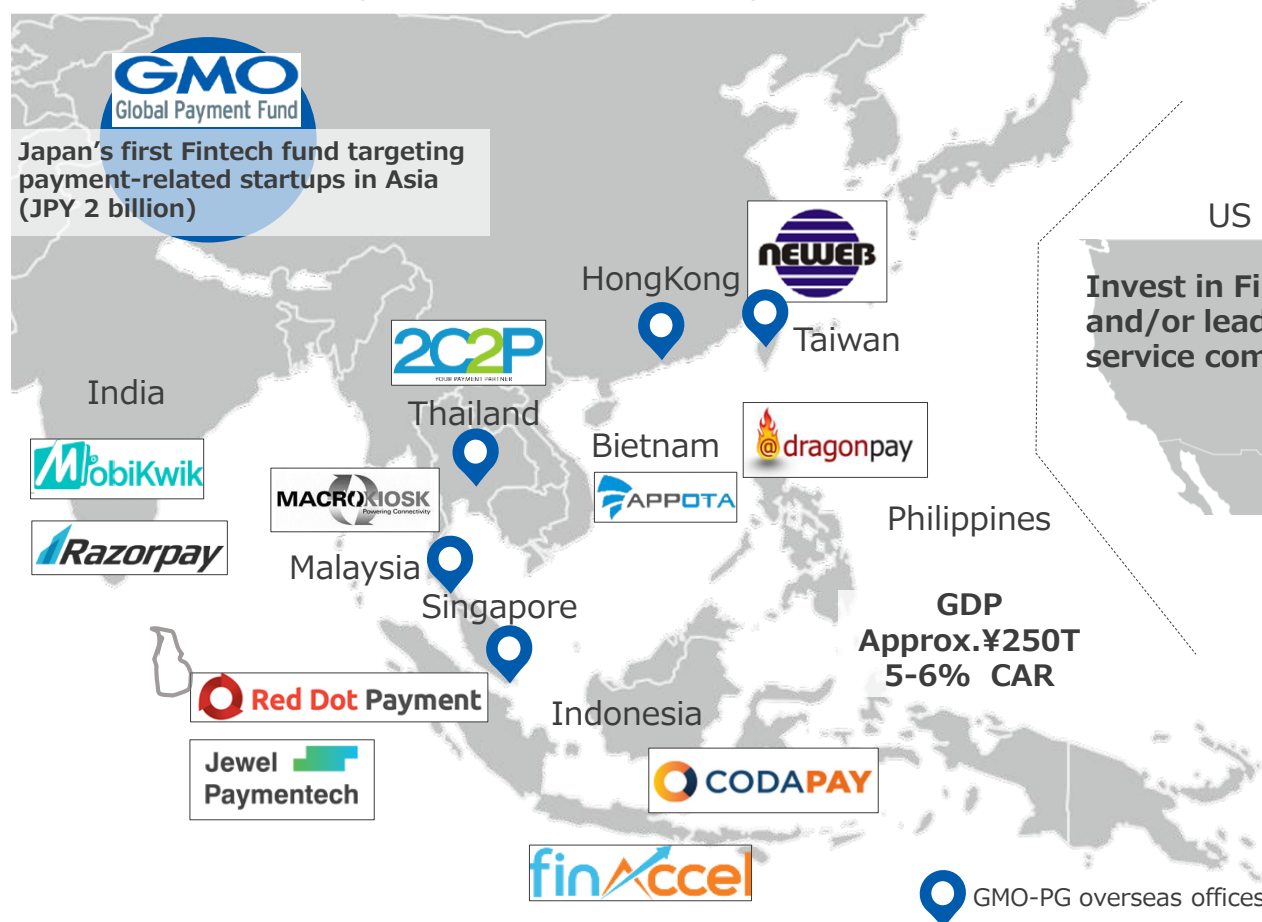 GMO
Global Payment Fund
Japan's first Fintech fund targeting
payment-related startups in Asia
(JPY 2 billion)
US
Invest in Fi
and/or lead
service com
NEWEB
HongKong
Taiwan
2C2P
YOUR PAYMENT PARTNER
Thailand
India
MobiKwik
Razorpay
Bietnam
APPOTA
@dragonpay
Philippines
MACROKIOSK
Powering Connectivity
Malaysia
Singapore
GDP
Approx.¥250T
5-6% CAR
Red Dot Payment
Jewel
Paymentech
Indonesia
CODAPAY
finAccel
GMO-PG overseas offices